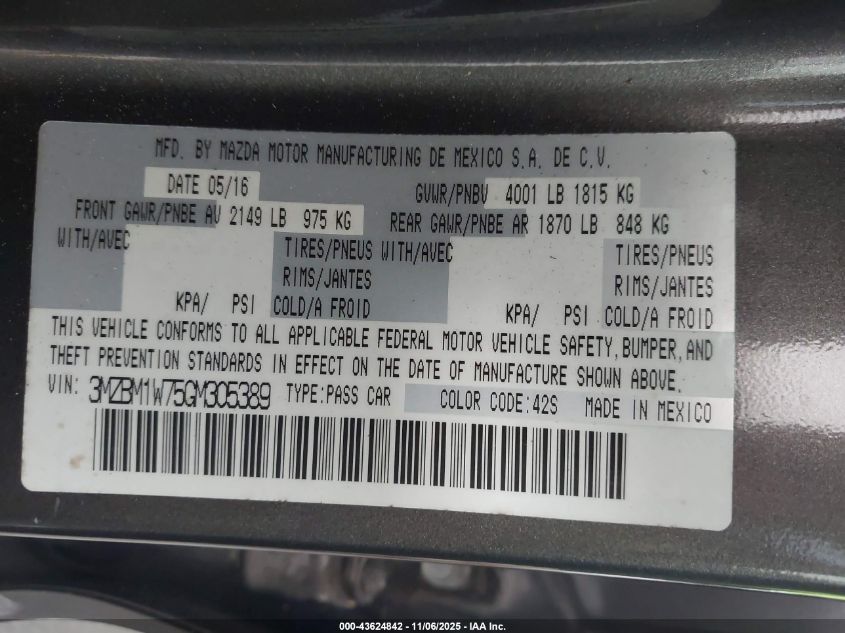 MFD. BY MAZDA MOTOR MANUFACTURING DE MEXICO S.A. DE C.V.
DATE 05/16 GVWR/PNBV 4001 LB 1815 KG
FRONT GAWR/PNBE AV 2149 LB 975 KG REAR GAWR/PNBE AR 1870 LB 848 KG
WITH/AVEC TIRES/PNEUS WITH/AVEC TIRES/PNEUS
RIMS/JANTES RIMS/JANTES
KPA/ PSI COLD/A FROID KPA/ PSI COLD/A FROID
THIS VEHICLE CONFORMS TO ALL APPLICABLE FEDERAL MOTOR VEHICLE SAFETY, BUMPER, AND
THEFT PREVENTION STANDARDS IN EFFECT ON THE DATE OF MANUFACTURE SHOWN ABOVE.
VIN: 3MZBM1W75GM305389 TYPE:PASS CAR COLOR CODE:42S MADE IN MEXICO
000-43624842 - 11/06/2025 - IAA Inc.